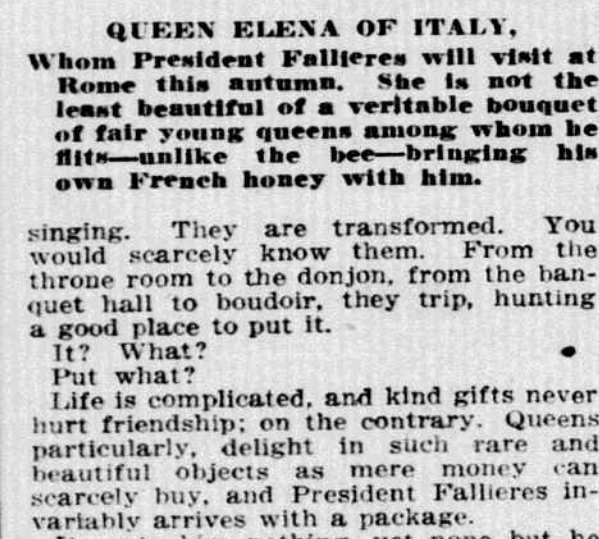 QUEEN ELENA OF ITALY,
Whom President Fallieres will visit at
Rome this autumn. She is not the
least beautiful of a veritable bouquet
of fair young queens among whom he
flits—unlike the bee—bringing his
own French honey with him.
singing. They are transformed. You
would scarcely know them. From the
throne room to the donjon, from the ban-
quet hall to boudoir, they trip, hunting
a good place to put it.
It? What?
Put what?
Life is complicated, and kind gifts never
hurt friendship; on the contrary. Queens
particularly, delight in such rare and
beautiful objects as mere money can
scarcely buy, and President Fallieres in-
variably arrives with a package.
nothing, yet none but he